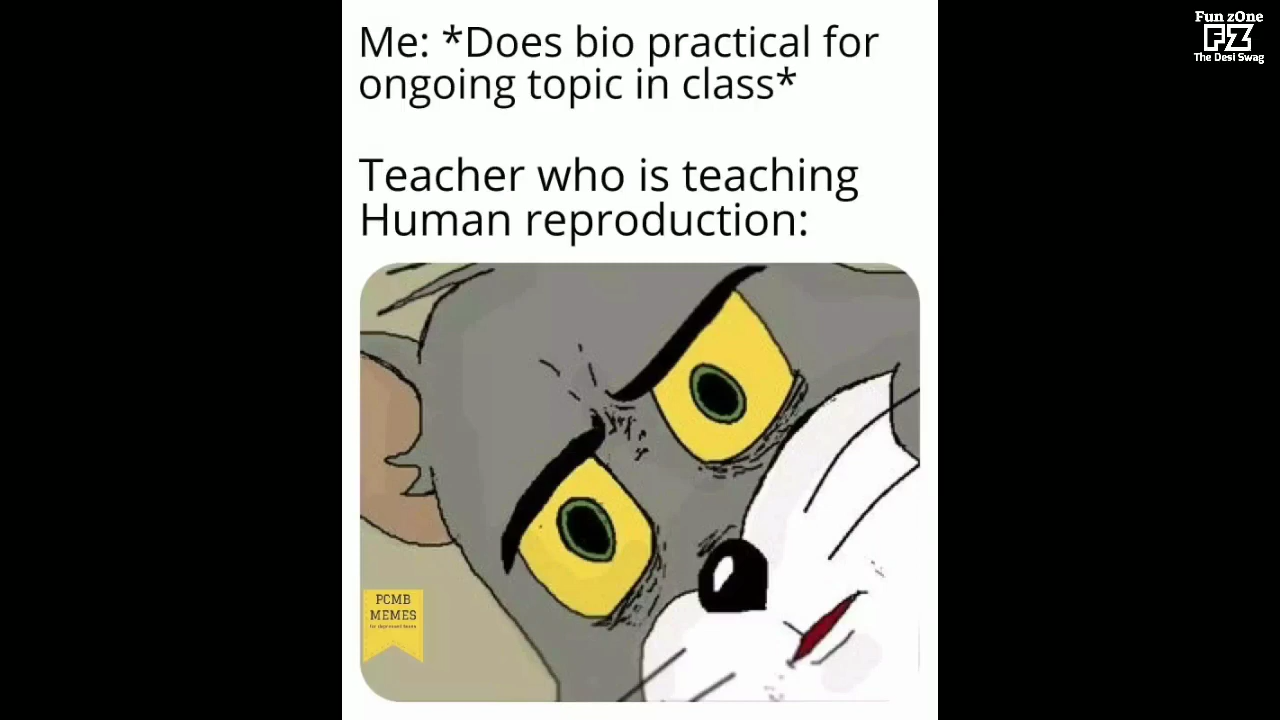 Fun zOne
FZ
The Desi Swag
Me: *Does bio practical for
ongoing topic in class*
Teacher who is teaching
Human reproduction:
PCMB
MEMES